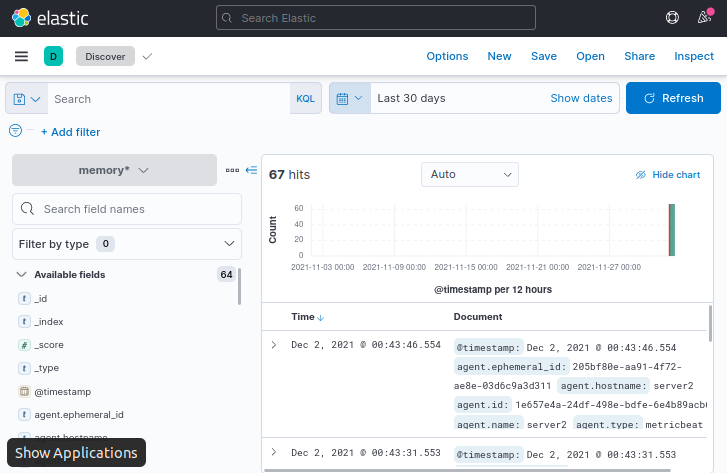 elastic
Search Elastic
D
Discover
Options
New
Save
Open
Share
Inspect
Search
KQL
Last 30 days
Show dates
Refresh
+ Add filter
memory*
Search field names
Filter by type 0
Available fields 64
t _id
t _index
# _score
t _type
@timestamp
t agent.ephemeral_id
agent.hostname
Show Applications
67 hits
Auto
Hide chart
Count
60
40
20
0
2021-11-03 00:00 2021-11-09 00:00 2021-11-15 00:00 2021-11-21 00:00 2021-11-27 00:00
@timestamp per 12 hours
Time Document
Dec 2, 2021 @ 00:43:46.554
@timestamp: Dec 2, 2021 @ 00:43:46.554
agent.ephemeral_id: 205bf80e-aa91-4f72-
ae8e-03d6c9a3d311 agent.hostname: server2
agent.id: 1e657e4a-24df-498e-bdfe-6e4b89acb
agent.name: server2 agent.type: metricbeat
Dec 2, 2021 @ 00:43:31.553
@timestamp: Dec 2, 2021 @ 00:43:31.553